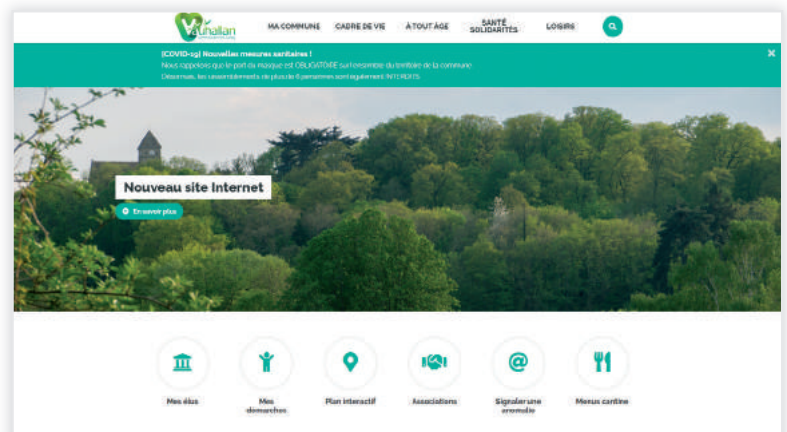 Vauhallan
MA COMMUNE
CADRE DE VIE
À TOUT ÂGE
SANTÉ
SOLIDARITÉS
LOISIRS
[COVID-19] Nouvelles mesures sanitaires !
Nous rappelons que le port du masque est OBLIGATOIRE sur l'ensemble du territoire de la commune.
Désormais, les rassemblements de plus de 6 personnes sont également INTERDITS.
Nouveau site Internet
En savoir plus
Mes élus
Mes
démarches
Plan interactif
Associations
Signaler une
anomalie
Menus cantine